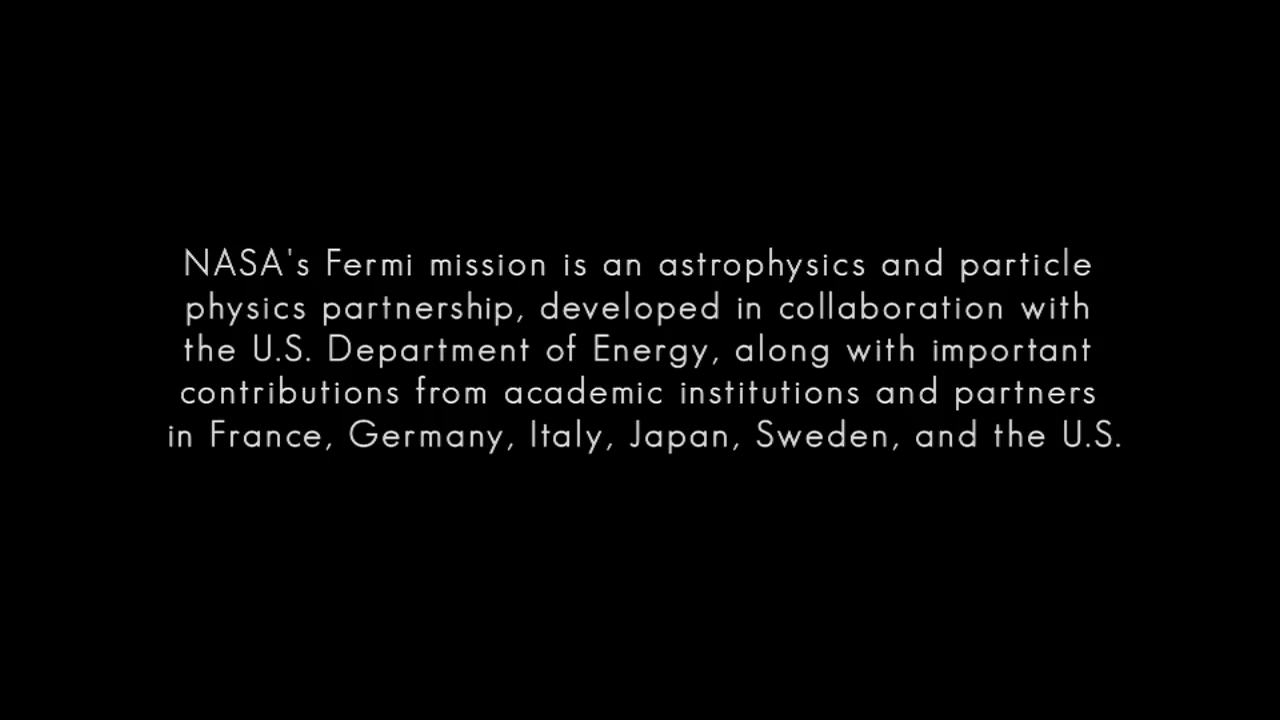 NASA's Fermi mission is an astrophysics and particle
physics partnership, developed in collaboration with
the U.S. Department of Energy, along with important
contributions from academic institutions and partners
in France, Germany, Italy, Japan, Sweden, and the U.S.